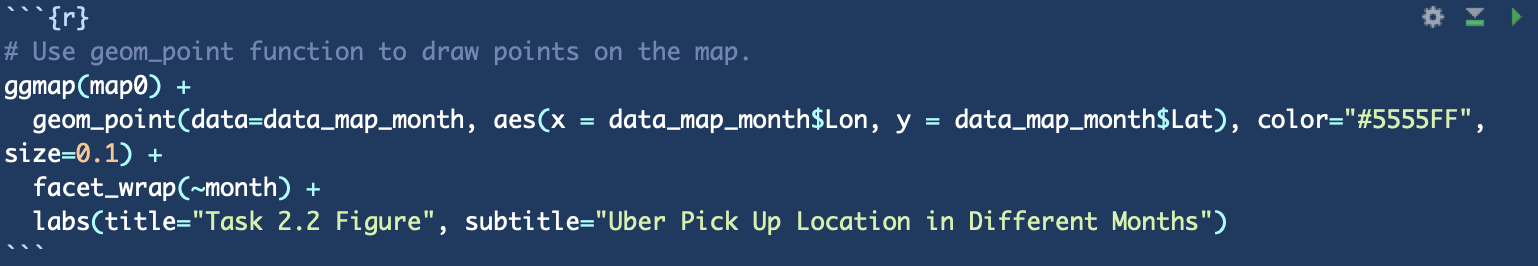 ```{r}
# Use geom_point function to draw points on the map.
ggmap(map0) +
  geom_point(data=data_map_month, aes(x = data_map_month$Lon, y = data_map_month$Lat), color="#5555FF",
size=0.1) +
  facet_wrap(~month) +
  labs(title="Task 2.2 Figure", subtitle="Uber Pick Up Location in Different Months")
```